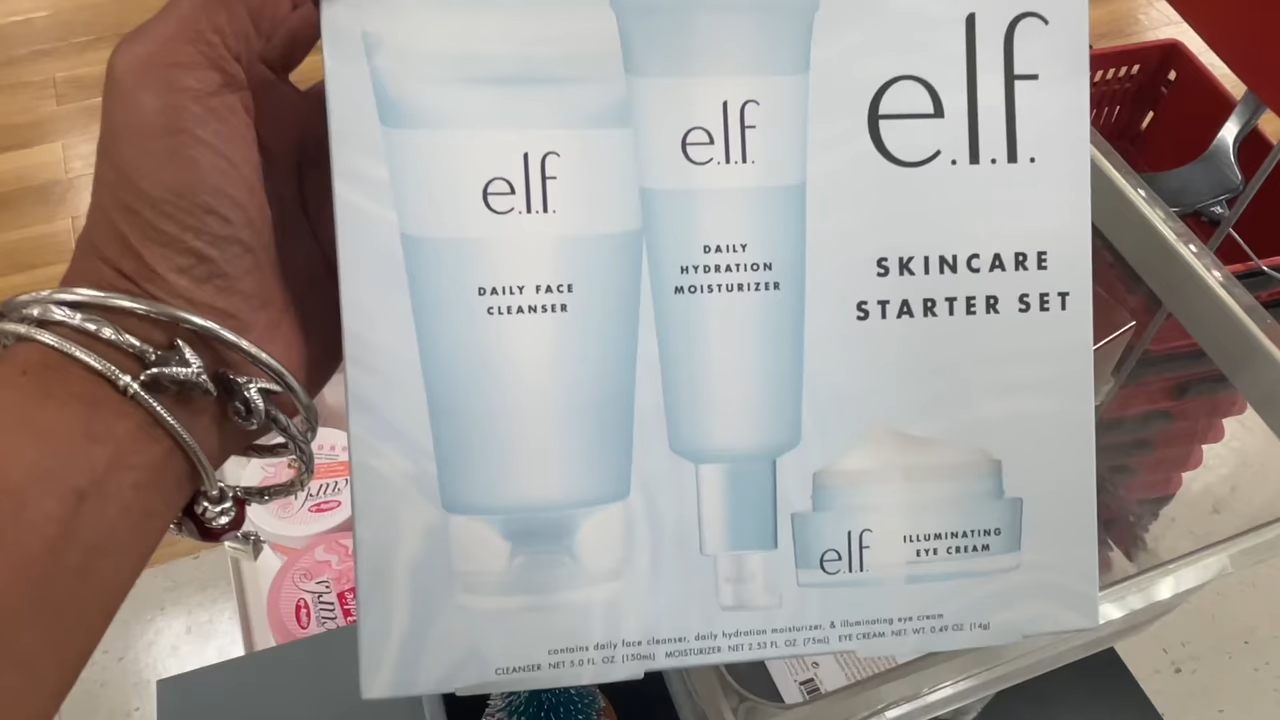 e.l.f.
SKINCARE
STARTER SET
e.l.f.
DAILY FACE
CLEANSER
e.l.f.
DAILY
HYDRATION
MOISTURIZER
e.l.f.
ILLUMINATING
EYE CREAM
contains daily face cleanser, daily hydration moisturizer, & illuminating eye cream
CLEANSER: NET 5.0 FL. OZ. (150mL) MOISTURIZER: NET 2.53 FL. OZ. (75mL) EYE CREAM. NET. WT. 0.49 OZ. (14g)
curls